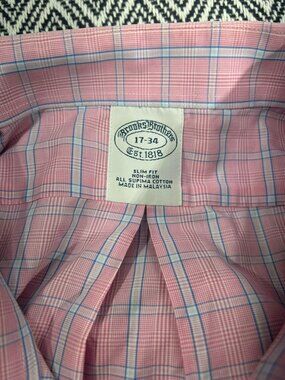 Brooks Brothers
17-34
Est. 1818
SLIM FIT
NON-IRON
ALL SUPIMA COTTON
MADE IN MALAYSIA